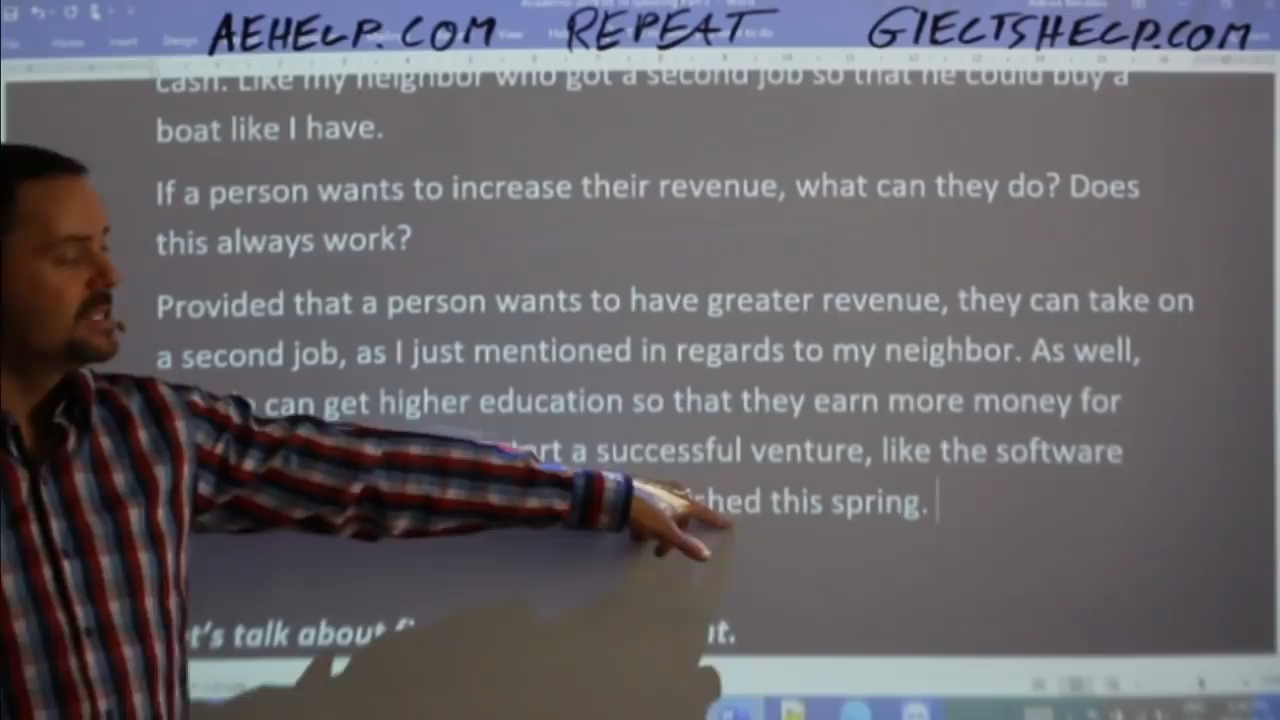 AEHELP.COM REPEAT GIELTSHELP.COM
cash. Like my neighbor who got a second job so that he could buy a
boat like I have.
If a person wants to increase their revenue, what can they do? Does
this always work?
Provided that a person wants to have greater revenue, they can take on
a second job, as I just mentioned in regards to my neighbor. As well,
can get higher education so that they earn more money for
a successful venture, like the software
this spring.
talk about